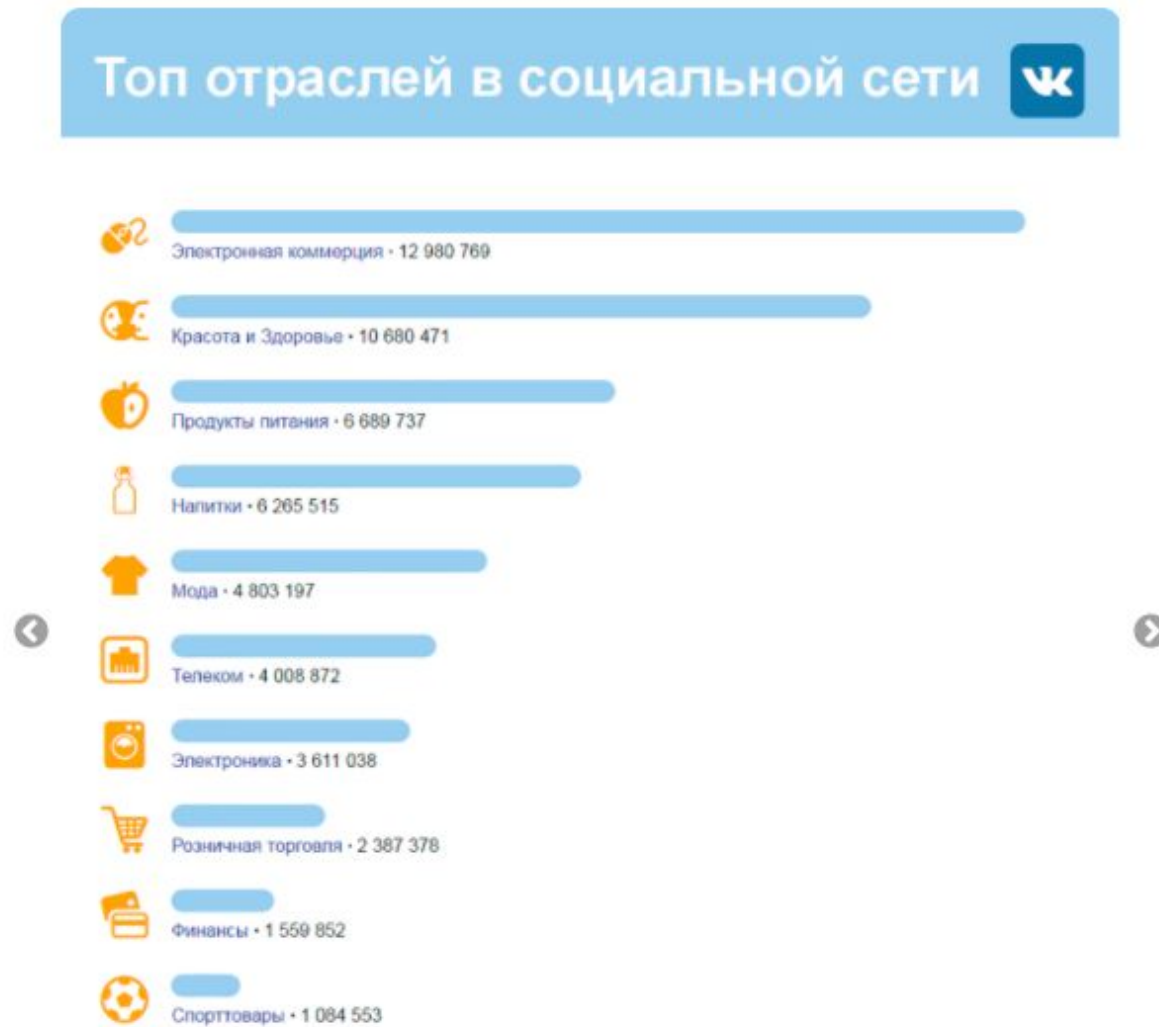 Топ отраслей в социальной сети
Электронная коммерция • 12 980 769
Красота и Здоровье • 10 680 471
Продукты питания • 6 689 737
Напитки • 6 265 515
Мода • 4 803 197
Телеком • 4 008 872
Электроника • 3 611 038
Розничная торговля • 2 387 378
Финансы • 1 559 852
Спорттовары • 1 084 553